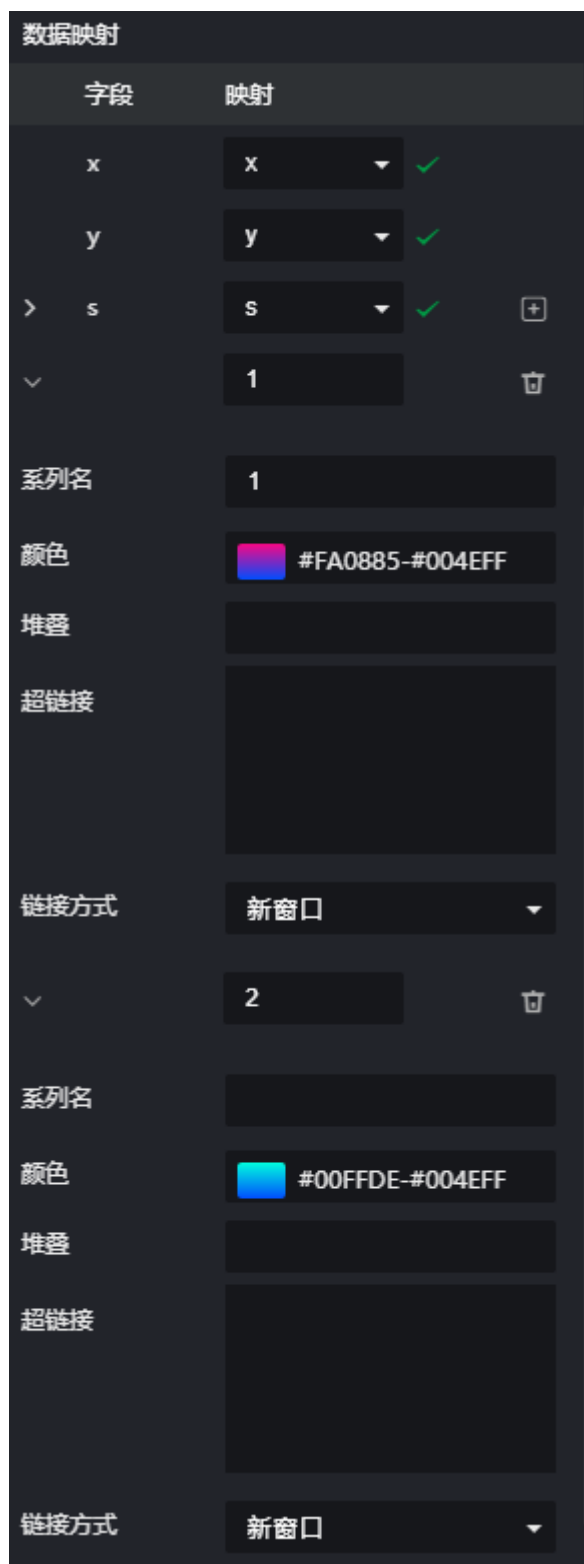 数据映射
字段 映射
x x
y y
s s
1
系列名 1
颜色 #FA0885-#004EFF
堆叠
超链接
链接方式 新窗口
2
系列名
颜色 #00FFDE-#004EFF
堆叠
超链接
链接方式 新窗口